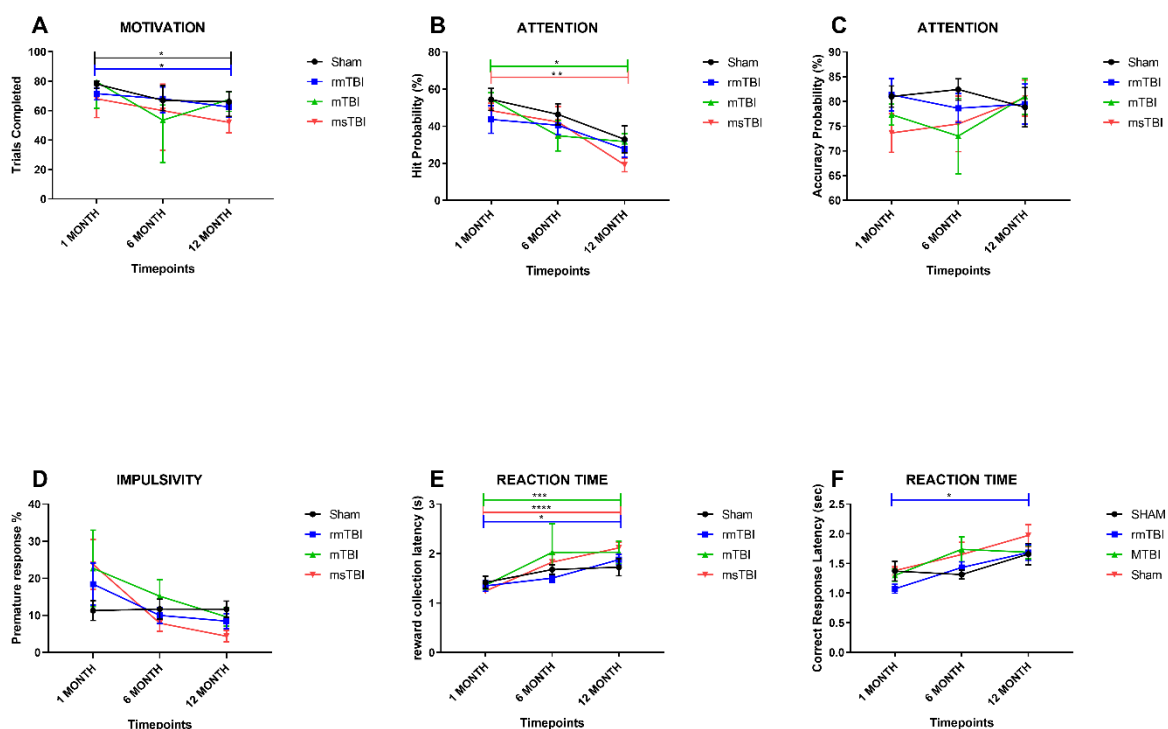 A MOTIVATION
Trials Completed
100
80
60
40
20
0
*
*
1 MONTH
6 MONTH
12 MONTH
Timepoints
Sham
rmTBI
mTBI
msTBI
B ATTENTION
Hit Probability (%)
80
60
40
20
0
*
**
1 MONTH
6 MONTH
12 MONTH
Timepoints
Sham
rmTBI
mTBI
msTBI
C ATTENTION
Accuracy Probability (%)
90
85
80
75
70
65
60
1 MONTH
6 MONTH
12 MONTH
Timepoints
Sham
rmTBI
mTBI
msTBI
D IMPULSIVITY
Premature response %
40
30
20
10
0
1 MONTH
6 MONTH
12 MONTH
Timepoints
Sham
rmTBI
mTBI
msTBI
E REACTION TIME
reward collection latency (s)
3
2
1
0
***
****
*
1 MONTH
6 MONTH
12 MONTH
Timepoints
Sham
rmTBI
mTBI
msTBI
F REACTION TIME
Correct Response Latency (sec)
2.5
2.0
1.5
1.0
0.5
0.0
*
1 MONTH
6 MONTH
12 MONTH
Timepoints
SHAM
rmTBI
MTBI
Sham